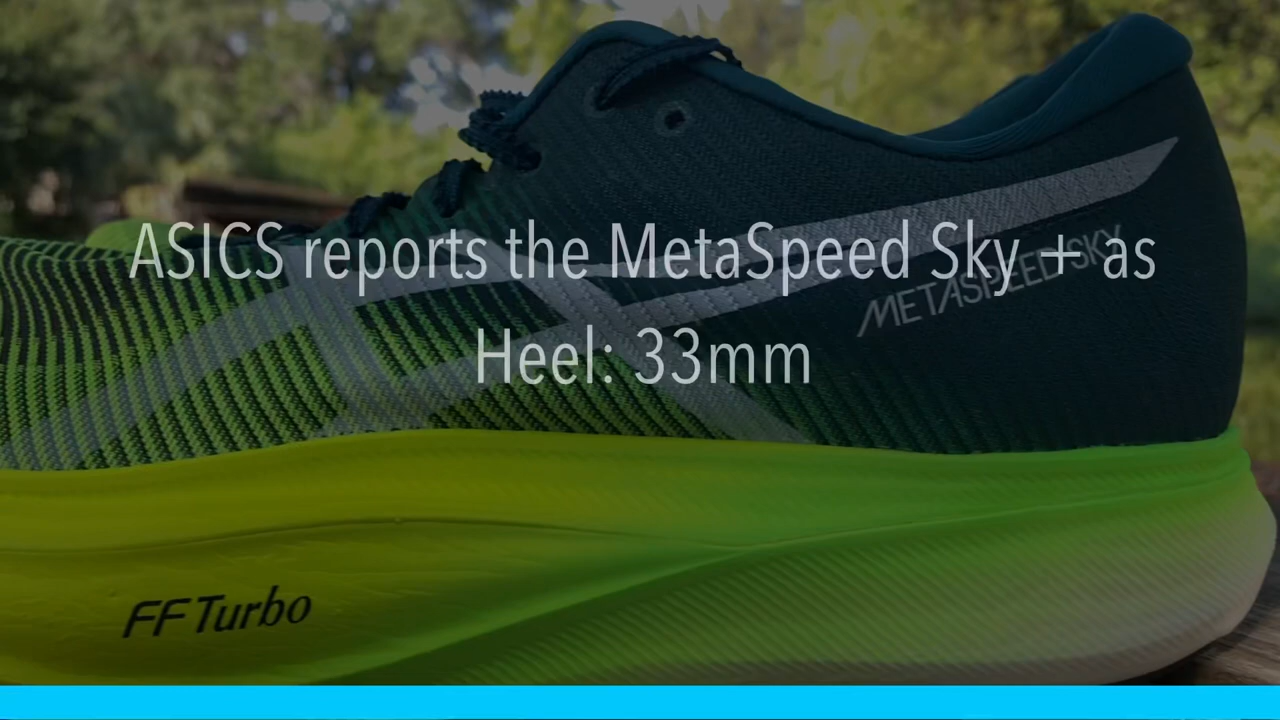 ASICS reports the MetaSpeed Sky + as
Heel: 33mm
METASPEED SKY
FF Turbo